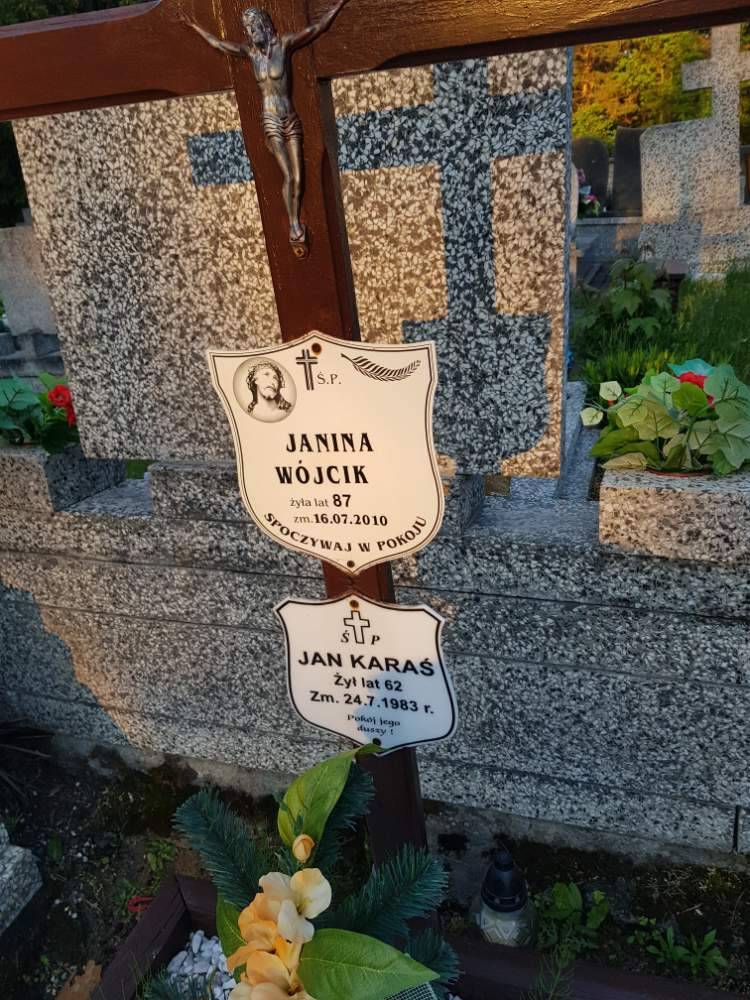 Ś.P.
JANINA
WÓJCIK
żyła lat 87
zm.16.07.2010
SPOCZYWAJ W POKOJU
Ś P
JAN KARAŚ
Żył lat 62
Zm. 24.7.1983 r.
Pokój jego
duszy !